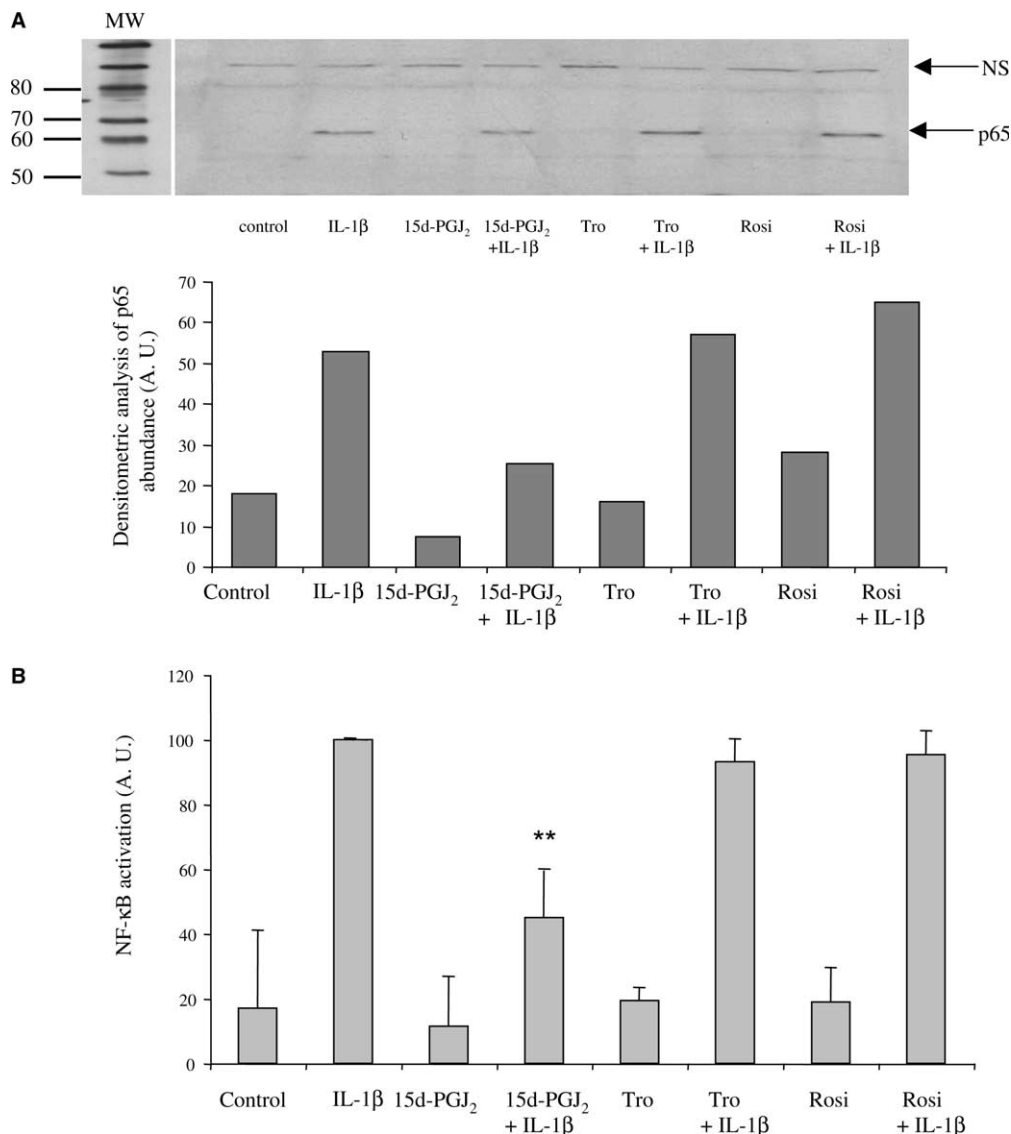 A
MW
80
70
60
50
NS
p65
control IL-1β 15d-PGJ₂ 15d-PGJ₂ +IL-1β Tro Tro + IL-1β Rosi Rosi + IL-1β
Densitometric analysis of p65
abundance (A. U.)
70
60
50
40
30
20
10
0
Control IL-1β 15d-PGJ₂ 15d-PGJ₂ + IL-1β Tro Tro + IL-1β Rosi Rosi + IL-1β
B
NF-κB activation (A. U.)
120
100
80
60
40
20
0
**
Control IL-1β 15d-PGJ₂ 15d-PGJ₂ + IL-1β Tro Tro + IL-1β Rosi Rosi + IL-1β